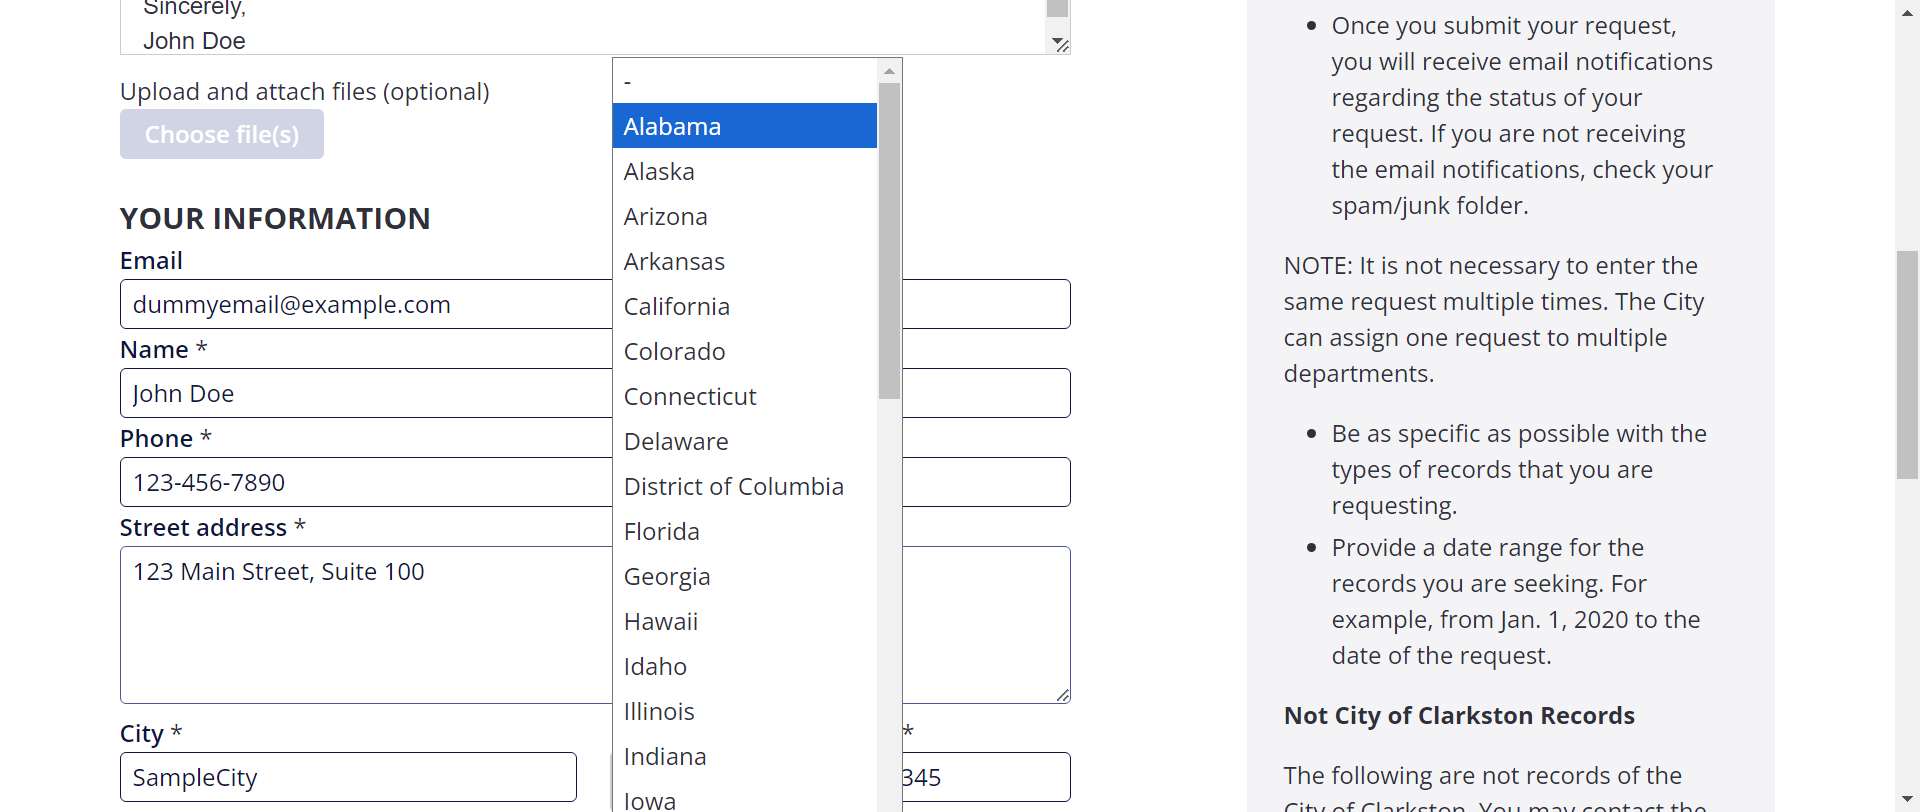 Sincerely,
John Doe
Upload and attach files (optional)
Choose file(s)
YOUR INFORMATION
Email
dummyemail@example.com
Name *
John Doe
Phone *
123-456-7890
Street address *
123 Main Street, Suite 100
City *
SampleCity
-
Alabama
Alaska
Arizona
Arkansas
California
Colorado
Connecticut
Delaware
District of Columbia
Florida
Georgia
Hawaii
Idaho
Illinois
Indiana
Iowa
*
345
• Once you submit your request,
you will receive email notifications
regarding the status of your
request. If you are not receiving
the email notifications, check your
spam/junk folder.
NOTE: It is not necessary to enter the
same request multiple times. The City
can assign one request to multiple
departments.
• Be as specific as possible with the
types of records that you are
requesting.
• Provide a date range for the
records you are seeking. For
example, from Jan. 1, 2020 to the
date of the request.
Not City of Clarkston Records
The following are not records of the
City of Clarkston. You may contact the